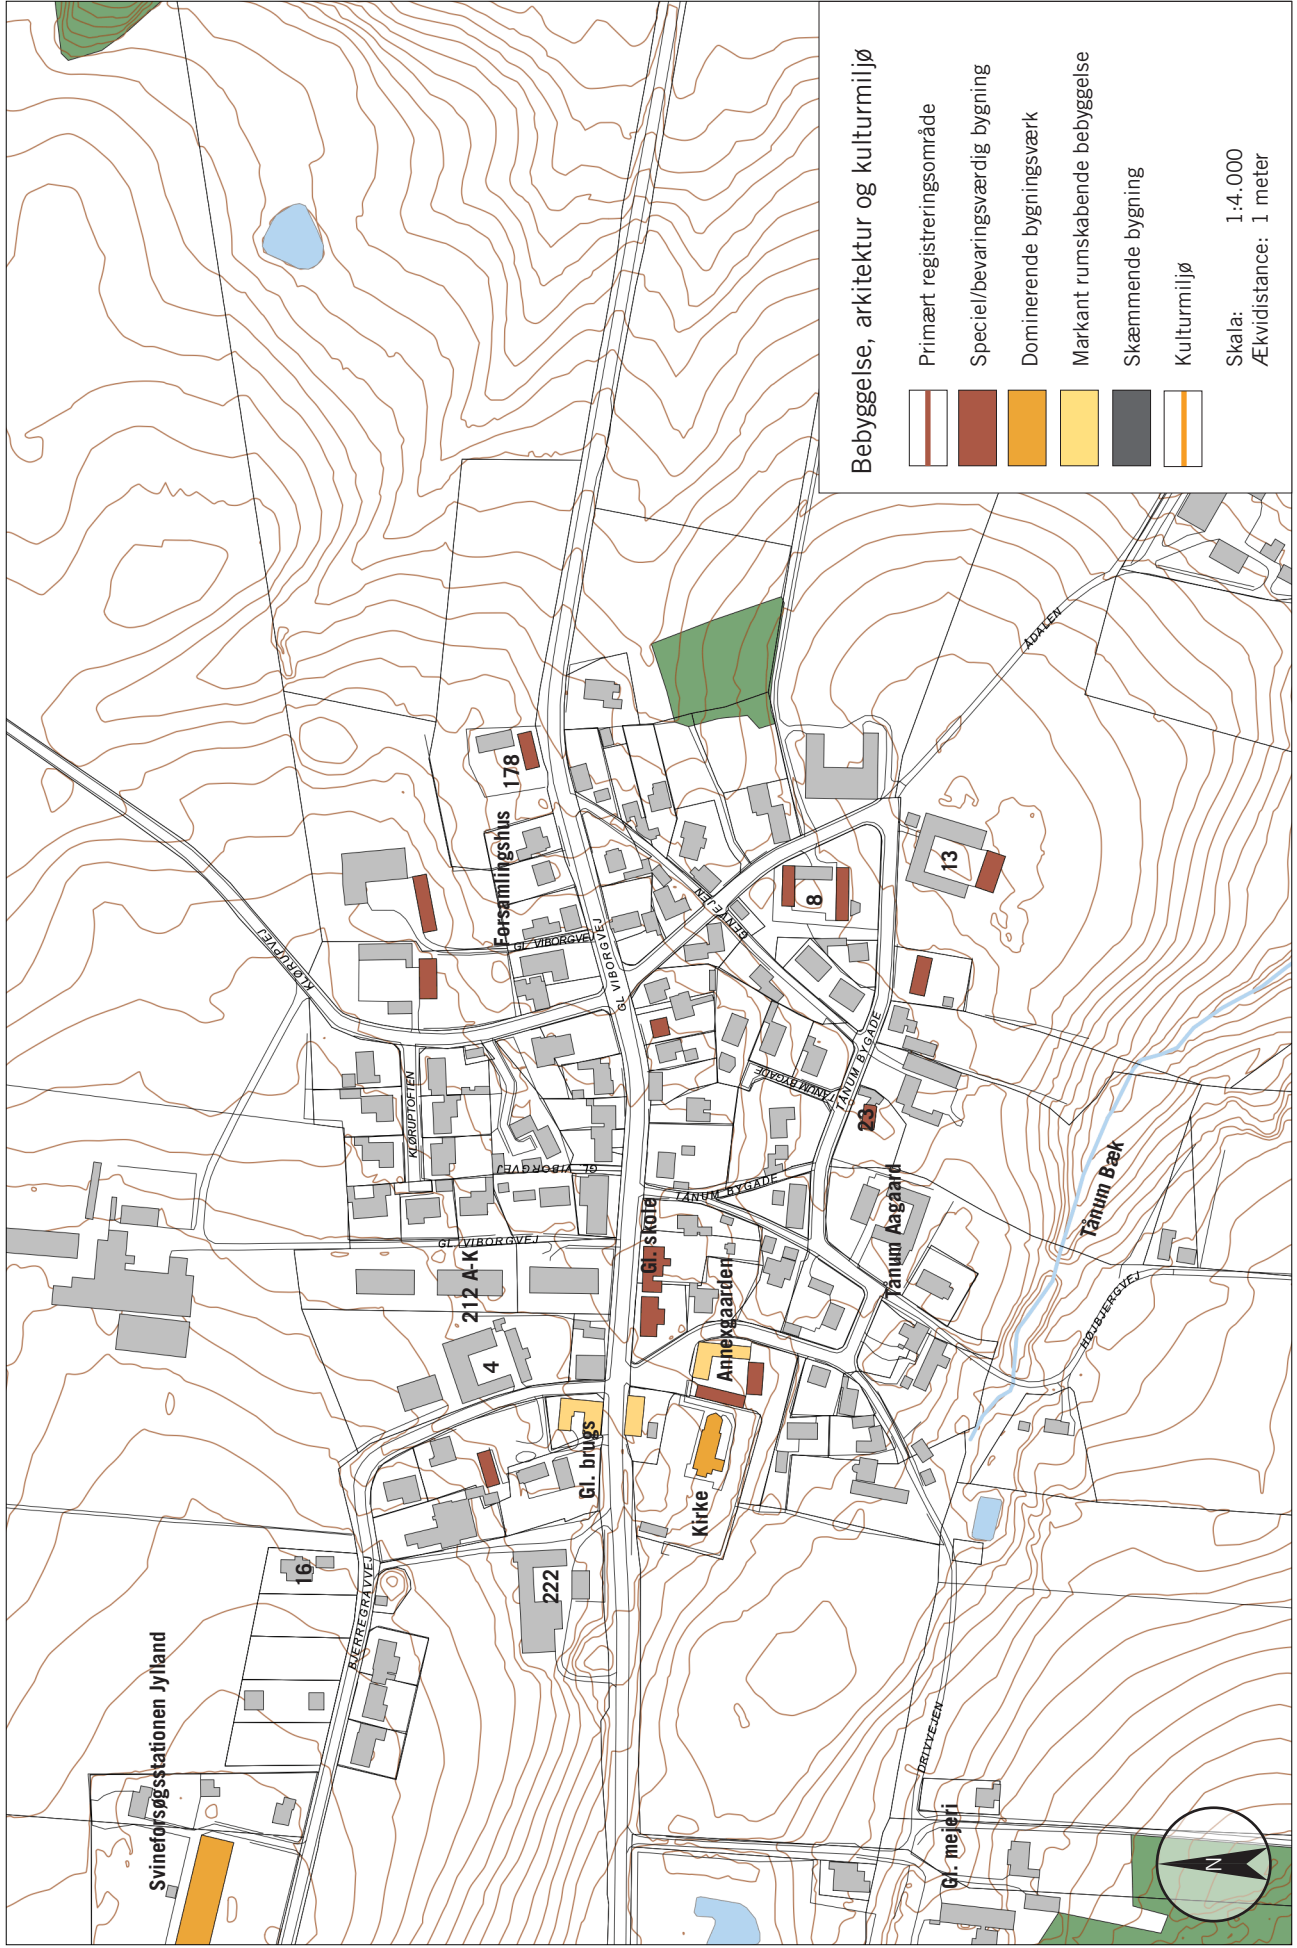 Svineforsøgsstationen Jylland
16
BJERREGRAVVEJ
222
Gl. brugs
4
212 A-K
GL VIBORGVEJ
KLØRUPTOFTEN
GL VIBORGVEJ
KLØRUPVEJ
Forsamlingshus
GL VIBORGVEJ
178
GL VIBORGVEJ
Kirke
Annexgaarden
Gl. skole
TÅNUM BYGADE
TÅNUM BYGADE
TÅNUM BYGADE
GENVEJEN
8
13
23
Tånum Aagaard
ÅDALEN
Tånum Bæk
HØJBJERGVEJ
DRIVVEJEN
Gl. mejeri
N
Bebyggelse, arkitektur og kulturmiljø
Primært registreringsområde
Speciel/bevaringsværdig bygning
Dominerende bygningsværk
Markant rumskabende bebyggelse
Skæmmende bygning
Kulturmiljø
Skala: 1:4.000
Ækvidistance: 1 meter